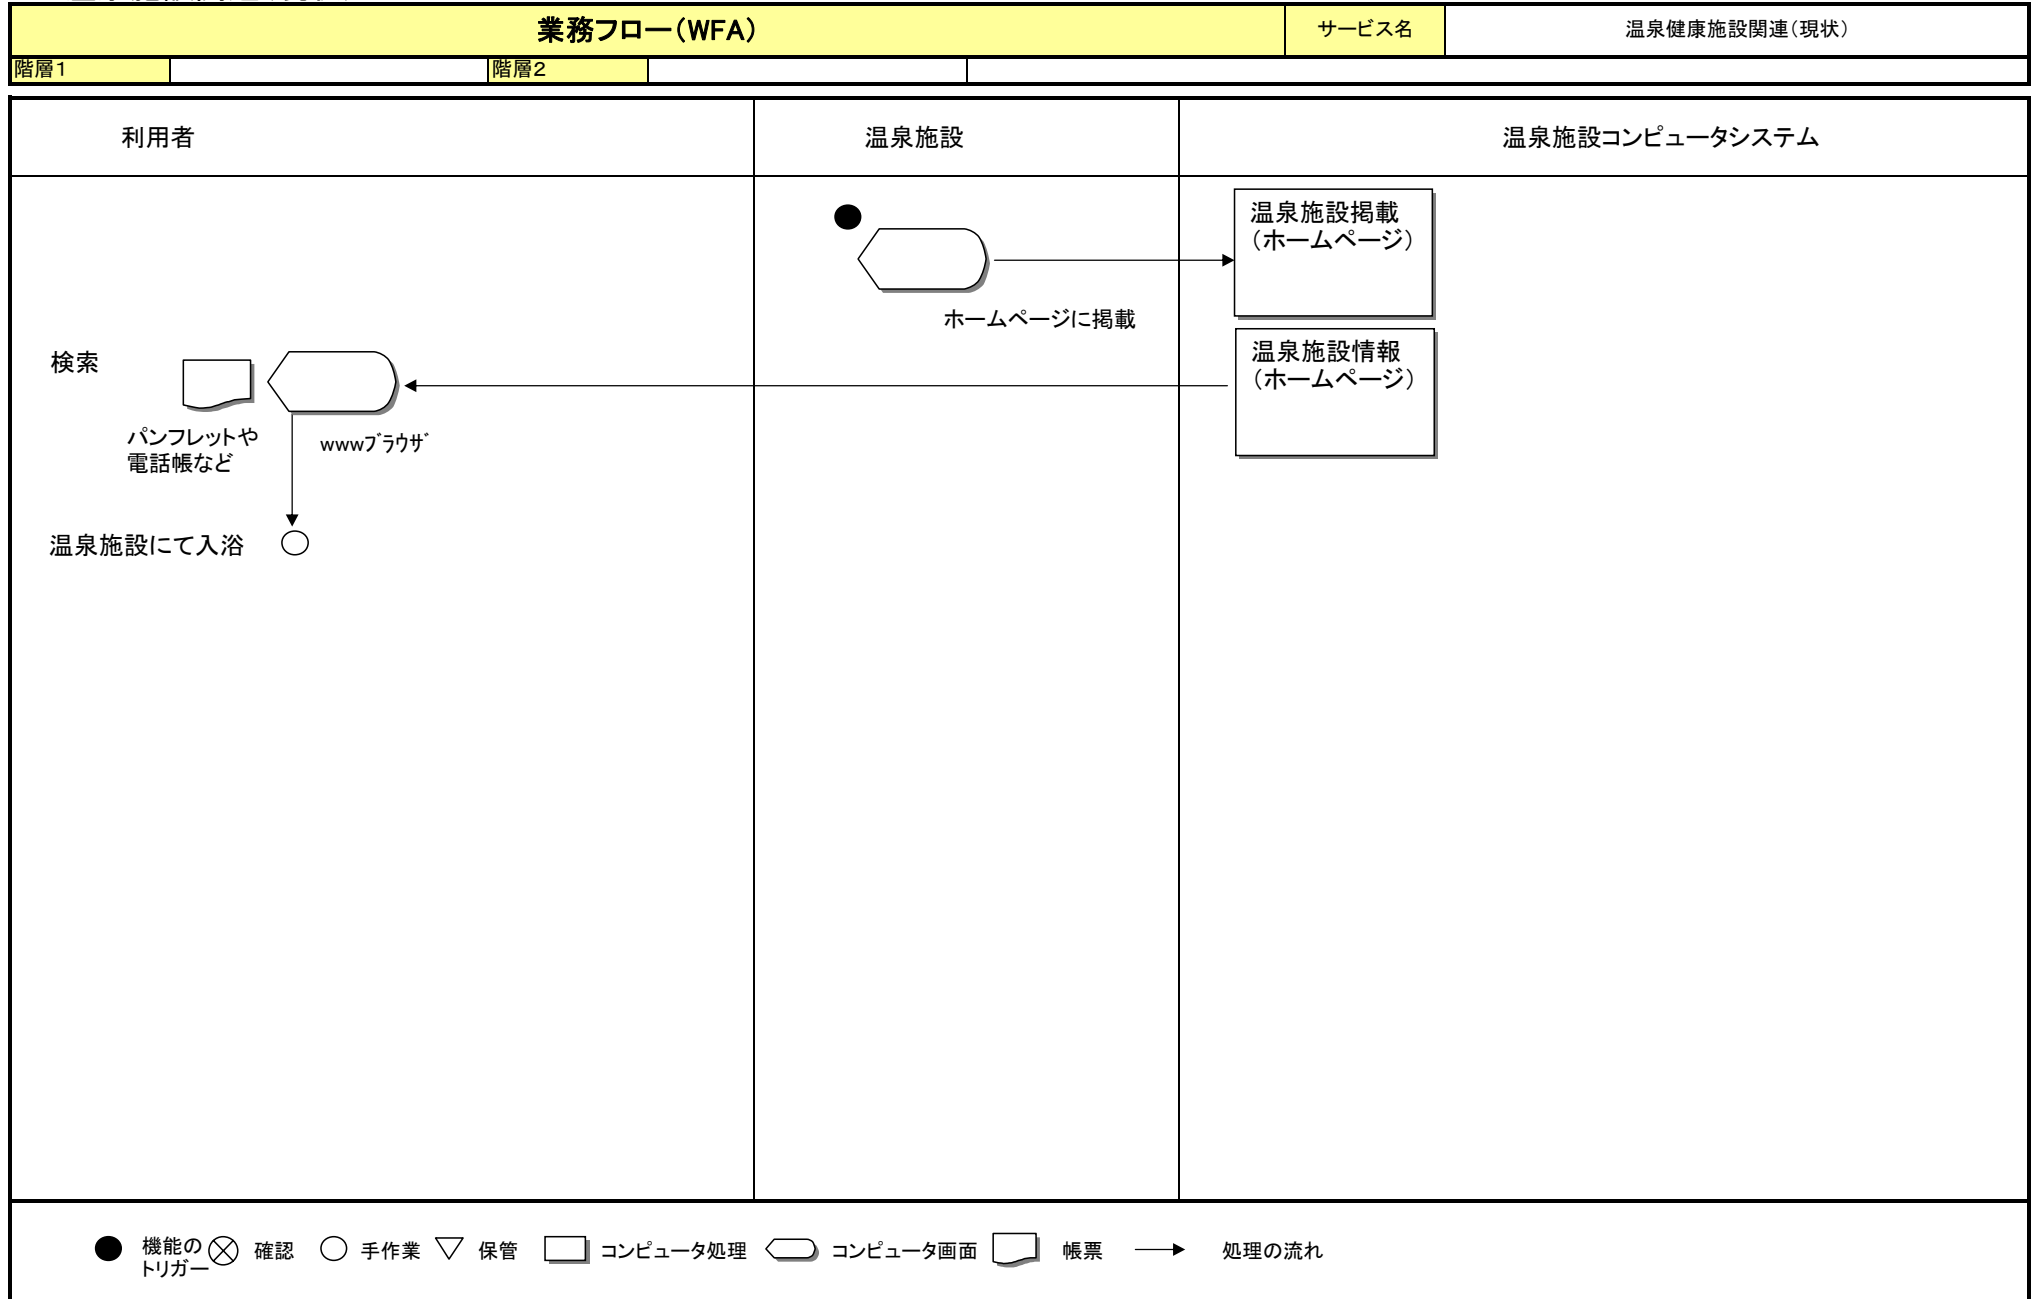 業務フロー（WFA）
サービス名
温泉健康施設関連（現状）
階層１
階層２
利用者
温泉施設
温泉施設コンピュータシステム
温泉施設掲載
（ホームページ）
ホームページに掲載
検索
温泉施設情報
（ホームページ）
パンフレットや
電話帳など
wwwﾌﾞﾗｳｻﾞ
温泉施設にて入浴
機能の
トリガー
確認
手作業
保管
コンピュータ処理
コンピュータ画面
帳票
処理の流れ